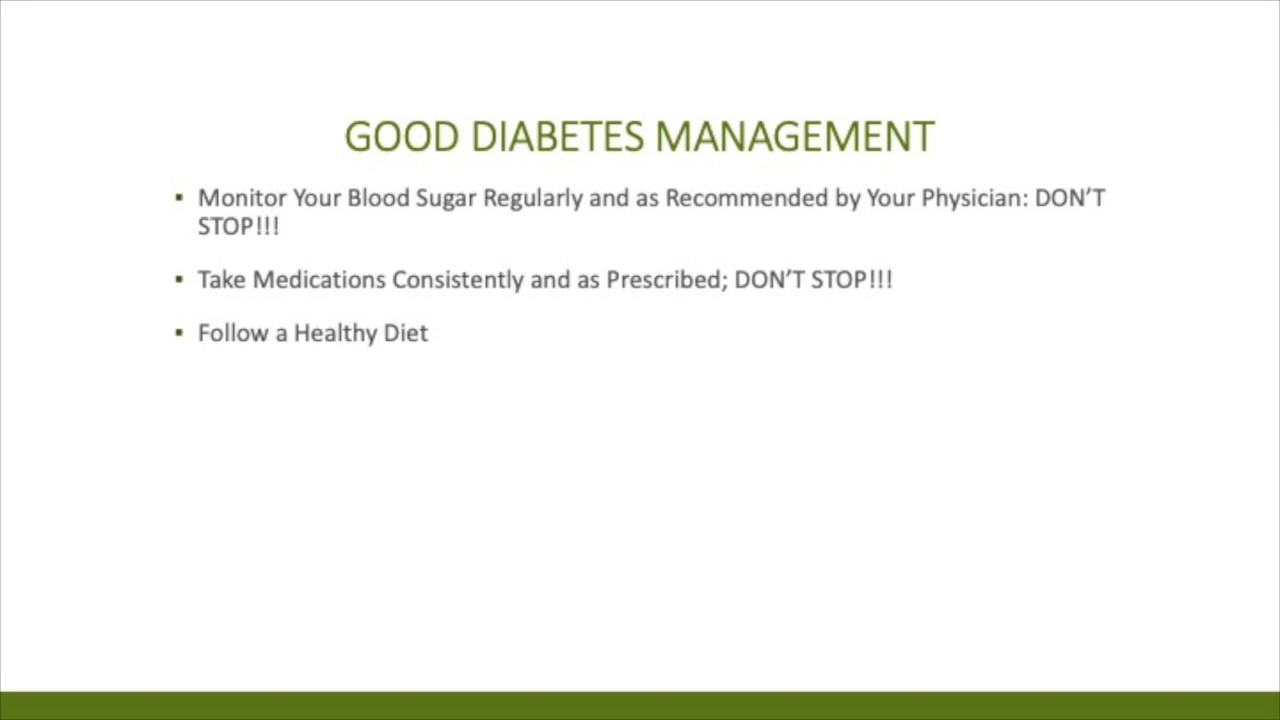 GOOD DIABETES MANAGEMENT
▪ Monitor Your Blood Sugar Regularly and as Recommended by Your Physician: DON’T
STOP!!!
▪ Take Medications Consistently and as Prescribed; DON’T STOP!!!
▪ Follow a Healthy Diet